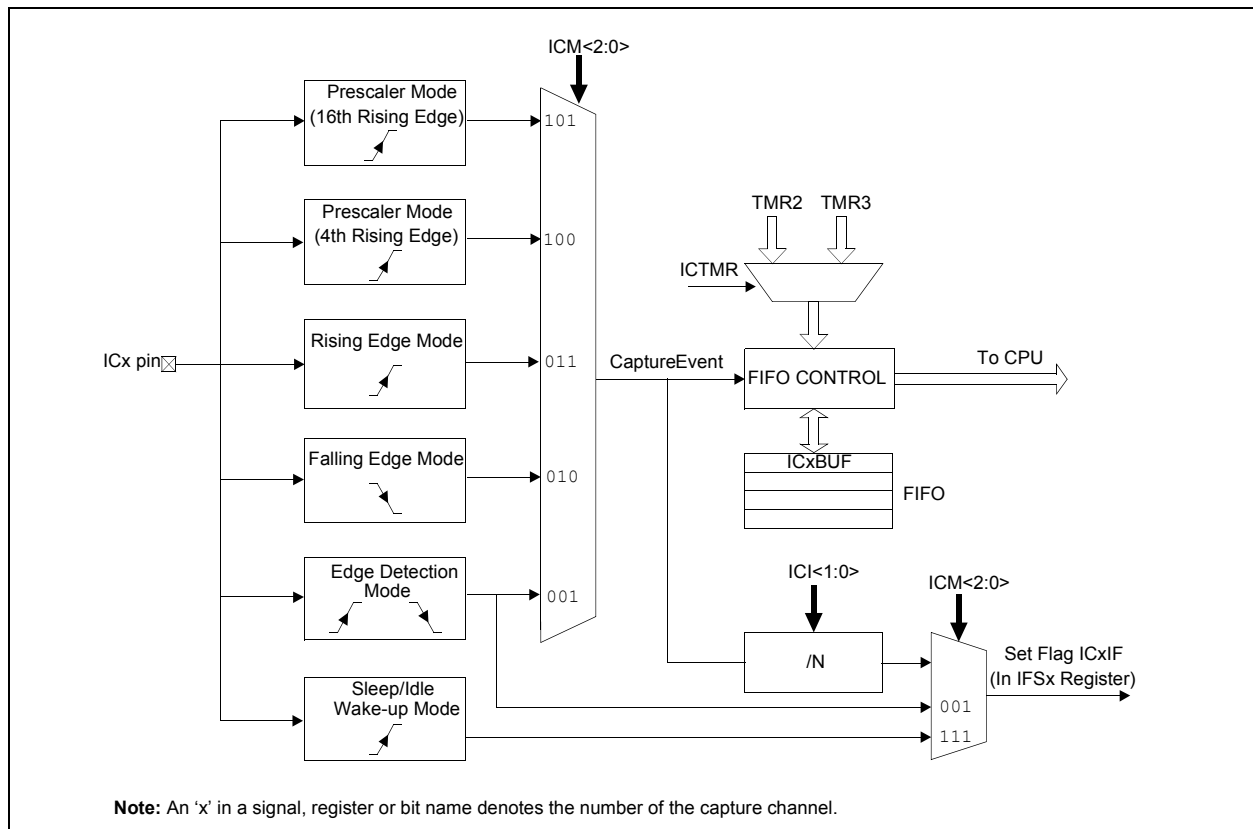 ICM<2:0>
Prescaler Mode
(16th Rising Edge)
101
Prescaler Mode
(4th Rising Edge)
100
TMR2
TMR3
ICTMR
ICx pin
Rising Edge Mode
011
CaptureEvent
FIFO CONTROL
To CPU
Falling Edge Mode
010
ICxBUF
FIFO
Edge Detection
Mode
001
ICI<1:0>
ICM<2:0>
/N
Set Flag ICxIF
(In IFSx Register)
Sleep/Idle
Wake-up Mode
001
111
Note: An ‘x’ in a signal, register or bit name denotes the number of the capture channel.